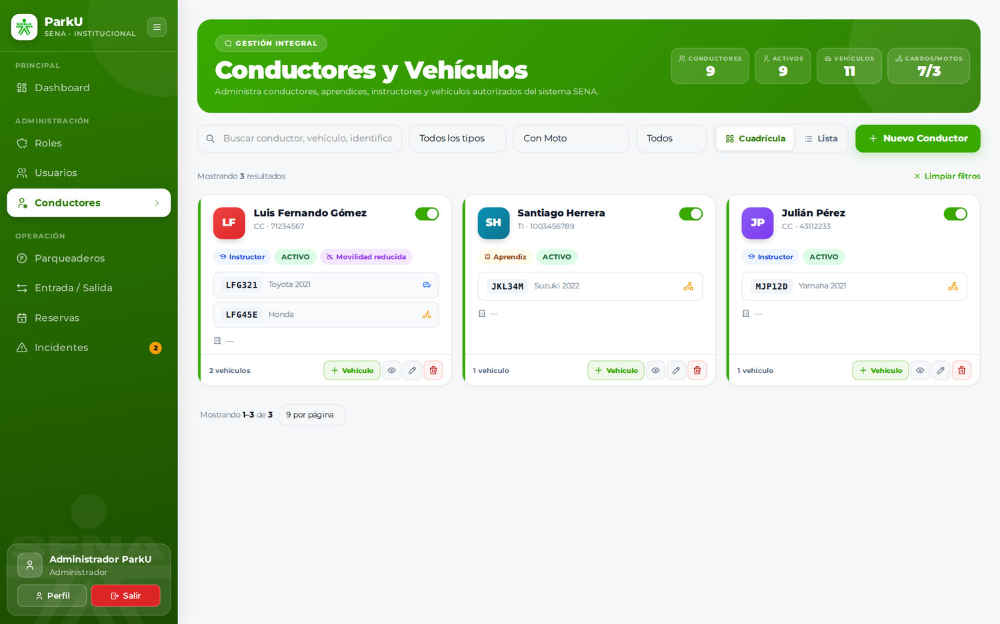 SENA
ParkU
SENA · INSTITUCIONAL
PRINCIPAL
Dashboard
ADMINISTRACIÓN
Roles
Usuarios
Conductores
OPERACIÓN
Parqueaderos
Entrada / Salida
Reservas
Incidentes
2
SENA
Administrador ParkU
Administrador
Perfil
Salir
GESTIÓN INTEGRAL
Conductores y Vehículos
Administra conductores, aprendices, instructores y vehículos autorizados del sistema SENA.
CONDUCTORES
9
ACTIVOS
9
VEHÍCULOS
11
CARROS/MOTOS
7/3
Buscar conductor, vehículo, identifica
Todos los tipos
Con Moto
Todos
Cuadrícula
Lista
+ Nuevo Conductor
Mostrando 3 resultados
× Limpiar filtros
LF
Luis Fernando Gómez
CC · 71234567
Instructor
ACTIVO
Movilidad reducida
LFG321 Toyota 2021
LFG45E Honda
—
2 vehículos
+ Vehículo
SH
Santiago Herrera
TI · 1003456789
Aprendiz
ACTIVO
JKL34M Suzuki 2022
—
1 vehículo
+ Vehículo
JP
Julián Pérez
CC · 43112233
Instructor
ACTIVO
MJP12D Yamaha 2021
—
1 vehículo
+ Vehículo
Mostrando 1–3 de 3
9 por página